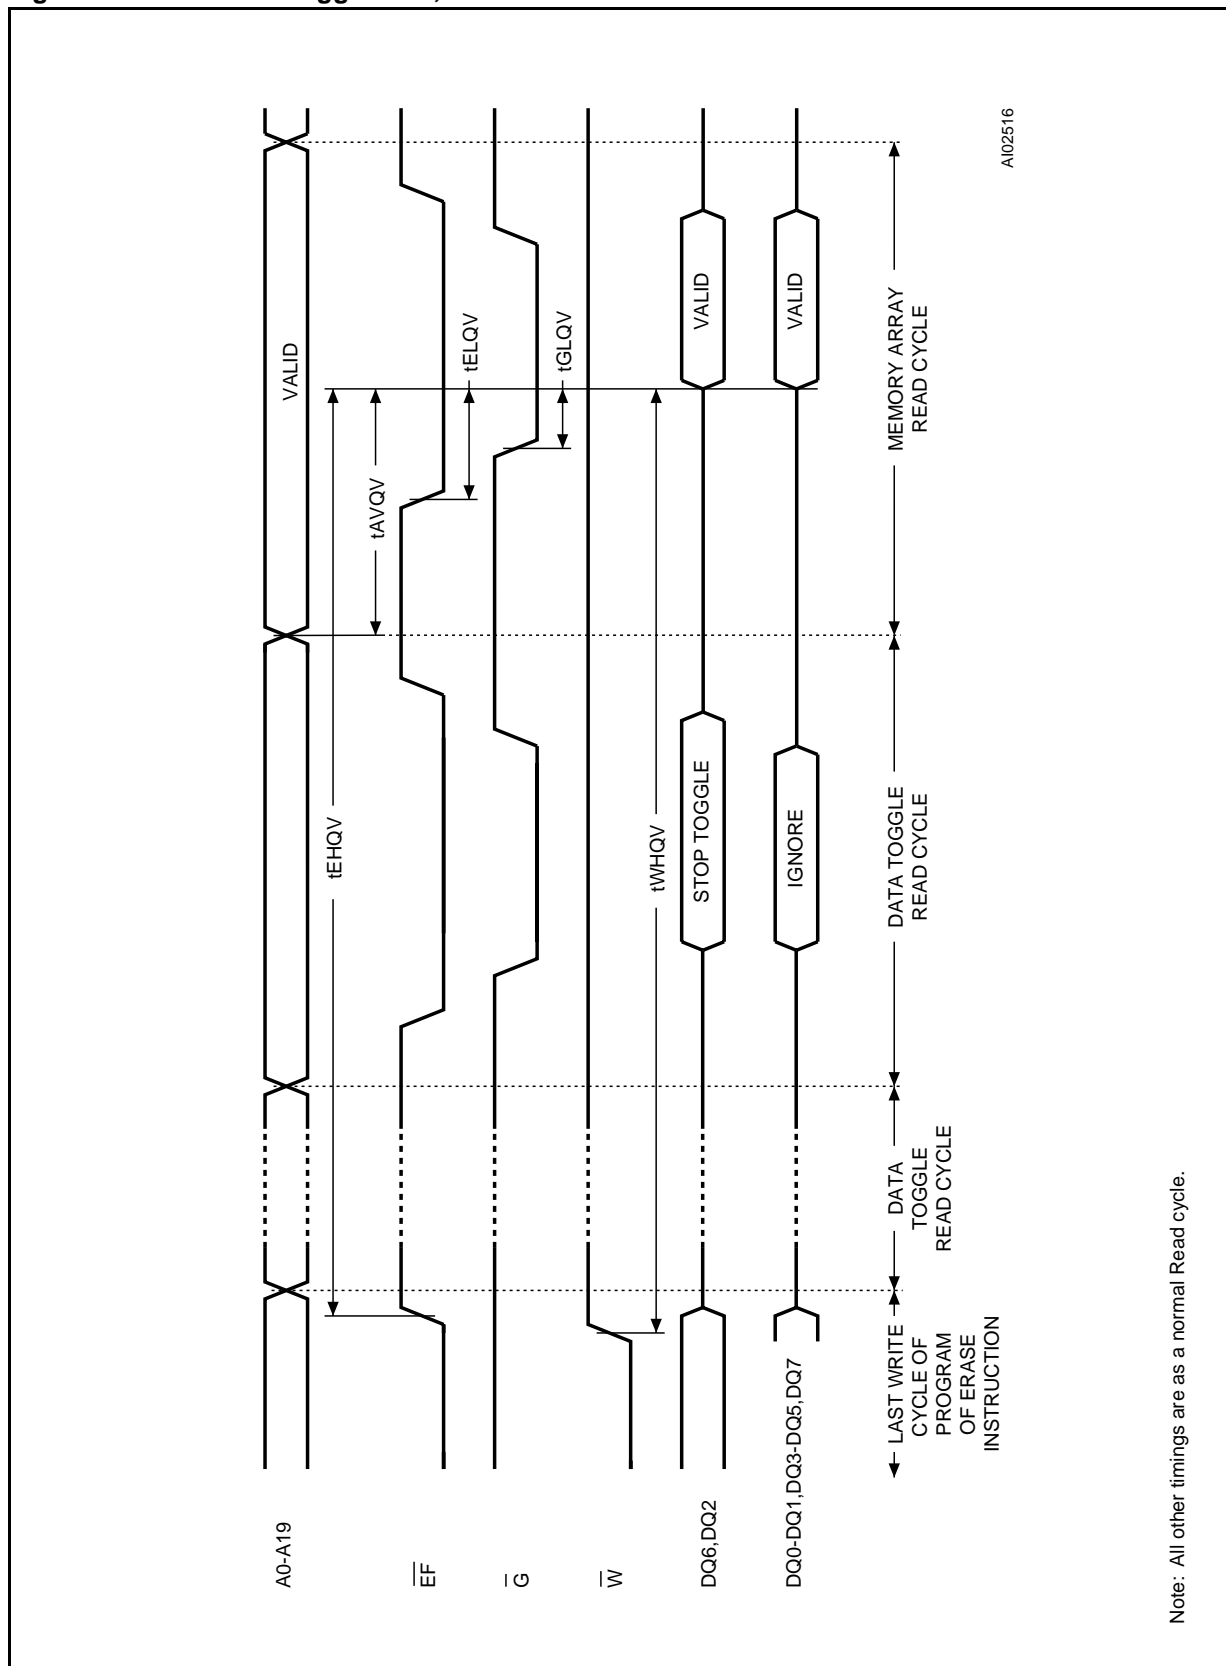 A0-A19
VALID
tEHQV
tAVQV
EF
tELQV
G
tGLQV
W
tWHQV
DQ6,DQ2
STOP TOGGLE
VALID
DQ0-DQ1,DQ3-DQ5,DQ7
IGNORE
VALID
LAST WRITE
CYCLE OF
PROGRAM
OF ERASE
INSTRUCTION
DATA
TOGGLE
READ CYCLE
DATA TOGGLE
READ CYCLE
MEMORY ARRAY
READ CYCLE
AI02516
Note: All other timings are as a normal Read cycle.